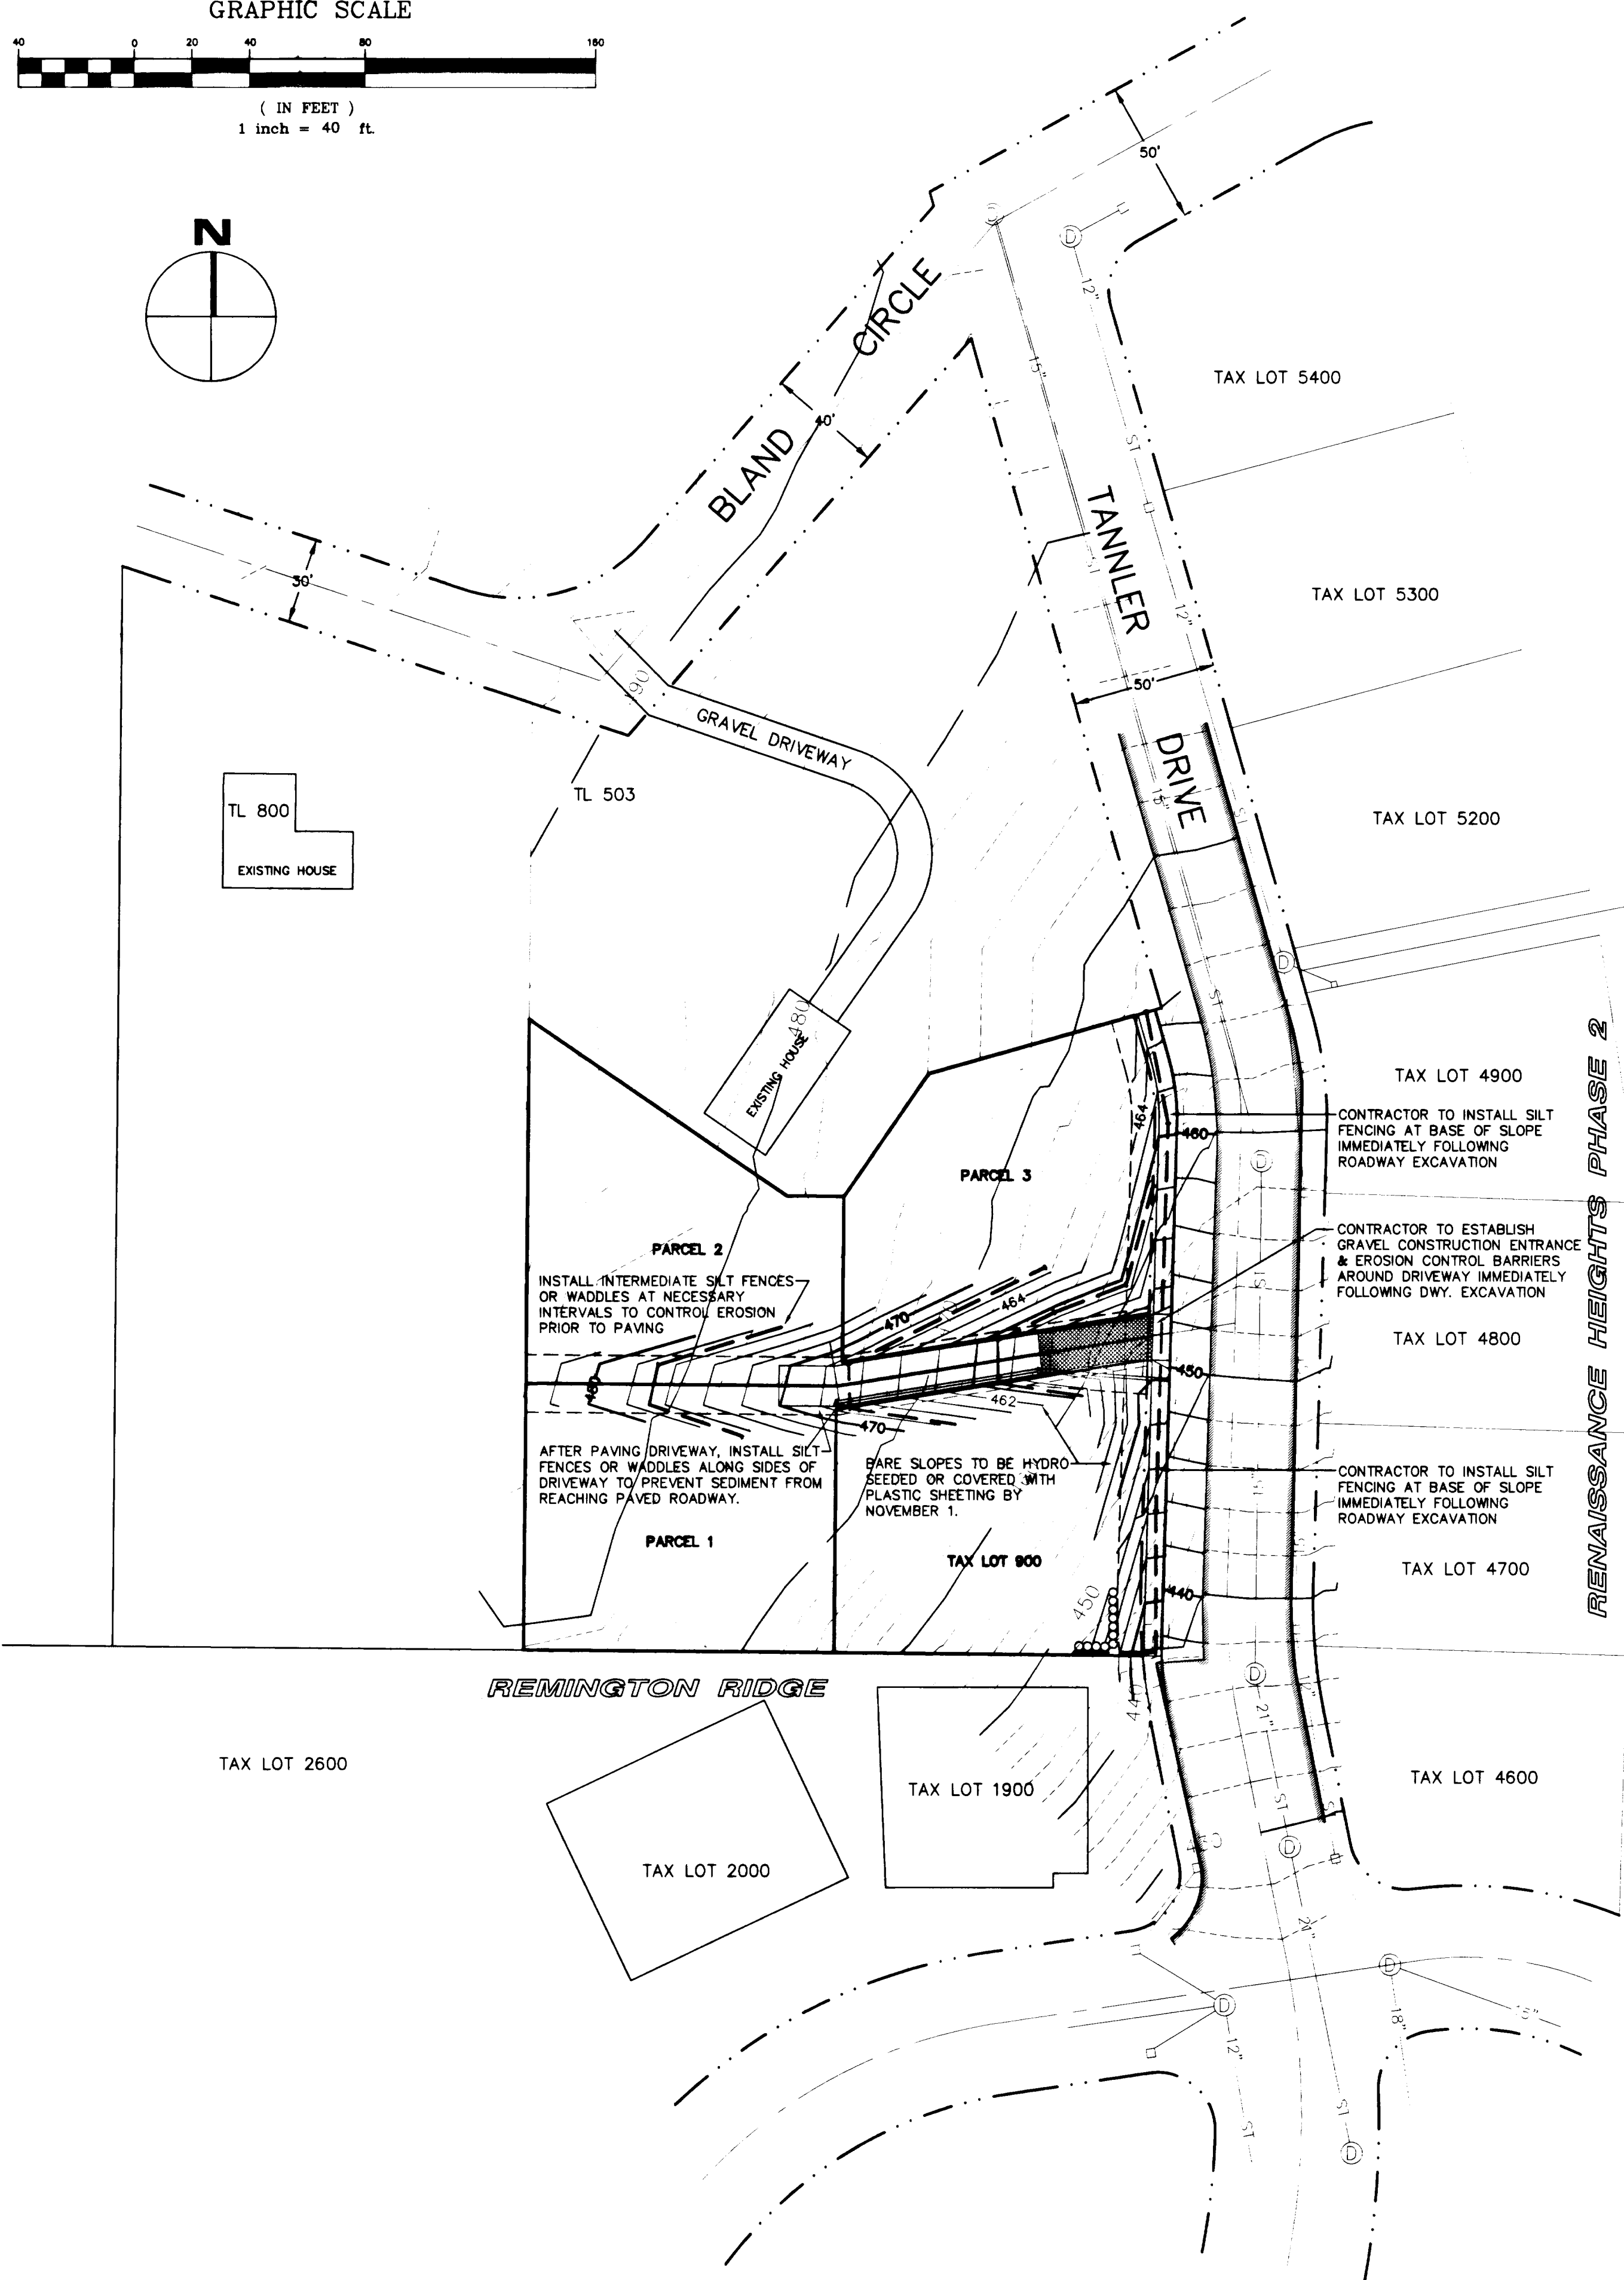 GRAPHIC SCALE
40 0 20 40 80 160
( IN FEET )
1 inch = 40 ft.
N
50'
BLAND CIRCLE
40'
12"
15"
TAX LOT 5400
ST
TANNLER DRIVE
TAX LOT 5300
30'
12"
ST
50'
490
GRAVEL DRIVEWAY
TL 503
TL 800
EXISTING HOUSE
15"
ST
TAX LOT 5200
D
ST
480
EXISTING HOUSE
TAX LOT 4900
RENAISSANCE HEIGHTS PHASE 2
CONTRACTOR TO INSTALL SILT
FENCING AT BASE OF SLOPE
IMMEDIATELY FOLLOWING
ROADWAY EXCAVATION
464
460
D
PARCEL 3
PARCEL 2
CONTRACTOR TO ESTABLISH
GRAVEL CONSTRUCTION ENTRANCE
& EROSION CONTROL BARRIERS
AROUND DRIVEWAY IMMEDIATELY
FOLLOWING DWY. EXCAVATION
INSTALL INTERMEDIATE SILT FENCES
OR WADDLES AT NECESSARY
INTERVALS TO CONTROL EROSION
PRIOR TO PAVING
464
470
TAX LOT 4800
450
480
462
470
AFTER PAVING DRIVEWAY, INSTALL SILT
FENCES OR WADDLES ALONG SIDES OF
DRIVEWAY TO PREVENT SEDIMENT FROM
REACHING PAVED ROADWAY.
BARE SLOPES TO BE HYDRO
SEEDED OR COVERED WITH
PLASTIC SHEETING BY
NOVEMBER 1.
CONTRACTOR TO INSTALL SILT
FENCING AT BASE OF SLOPE
IMMEDIATELY FOLLOWING
ROADWAY EXCAVATION
PARCEL 1
TAX LOT 900
TAX LOT 4700
450
440
REMINGTON RIDGE
440
D
21"
TAX LOT 2600
TAX LOT 1900
TAX LOT 4600
ST
D
TAX LOT 2000
21"
D
D
18"
12"
ST
ST
D